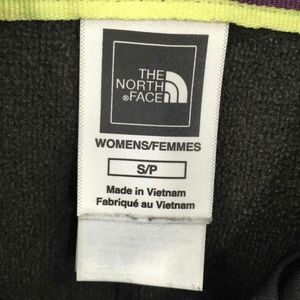 THE
NORTH
®FACE
WOMENS/FEMMES
S/P
Made in Vietnam
Fabriqué au Vietnam